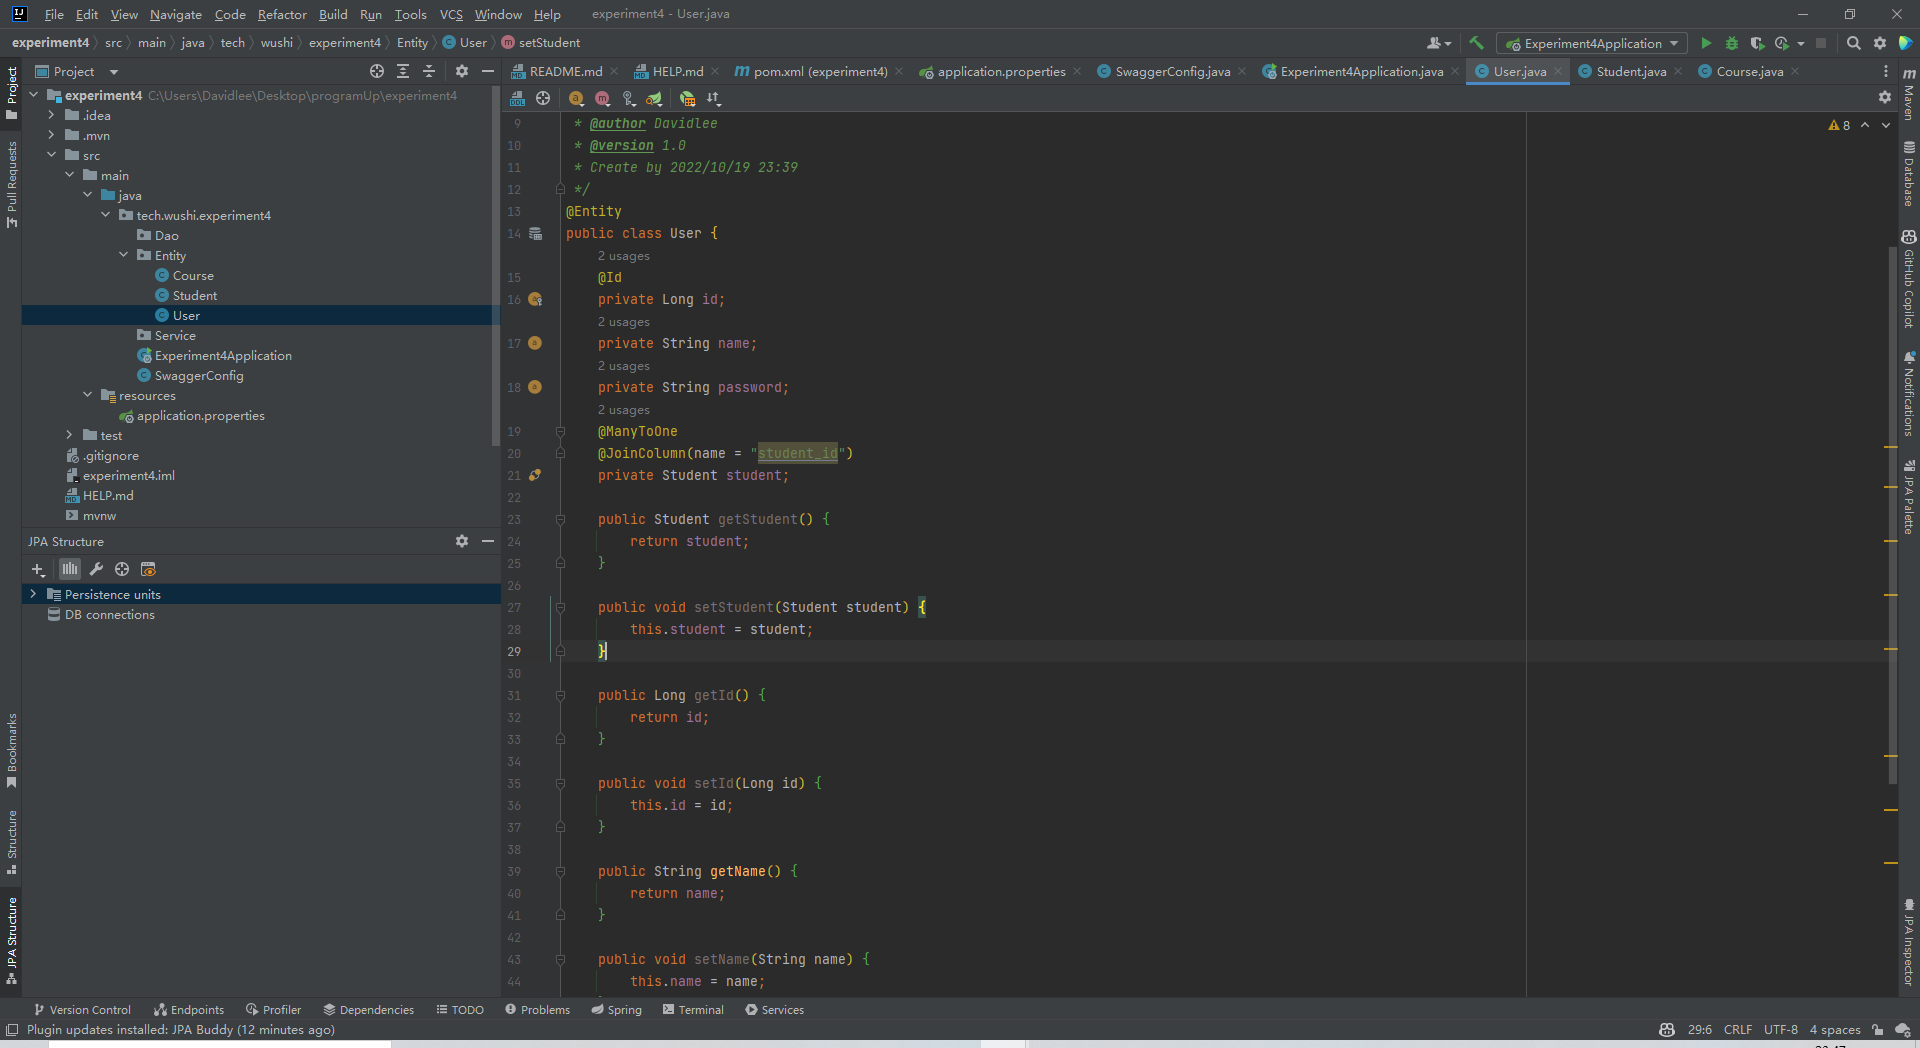 File Edit View Navigate Code Refactor Build Run Tools VCS Window Help experiment4 - User.java
experiment4 src main java tech wushi experiment4 Entity User setStudent Experiment4Application
Project
README.md HELP.md pom.xml (experiment4) application.properties SwaggerConfig.java Experiment4Application.java User.java Student.java Course.java
experiment4 C:\Users\Davidlee\Desktop\programUp\experiment4
.idea
.mvn
src
main
java
tech.wushi.experiment4
Dao
Entity
Course
Student
User
Service
Experiment4Application
SwaggerConfig
resources
application.properties
test
.gitignore
experiment4.iml
HELP.md
mvnw
JPA Structure
Persistence units
DB connections
8
9 * @author Davidlee
10 * @version 1.0
11 * Create by 2022/10/19 23:39
12 */
13 @Entity
14 public class User {
2 usages
15 @Id
16 private Long id;
2 usages
17 private String name;
2 usages
18 private String password;
2 usages
19 @ManyToOne
20 @JoinColumn(name = "student_id")
21 private Student student;
22
23 public Student getStudent() {
24 return student;
25 }
26
27 public void setStudent(Student student) {
28 this.student = student;
29 }
30
31 public Long getId() {
32 return id;
33 }
34
35 public void setId(Long id) {
36 this.id = id;
37 }
38
39 public String getName() {
40 return name;
41 }
42
43 public void setName(String name) {
44 this.name = name;
Project
Pull Requests
Bookmarks
Structure
JPA Structure
Maven
Database
GitHub Copilot
Notifications
JPA Palette
JPA Inspector
Version Control Endpoints Profiler Dependencies TODO Problems Spring Terminal Services
Plugin updates installed: JPA Buddy (12 minutes ago) 29:6 CRLF UTF-8 4 spaces